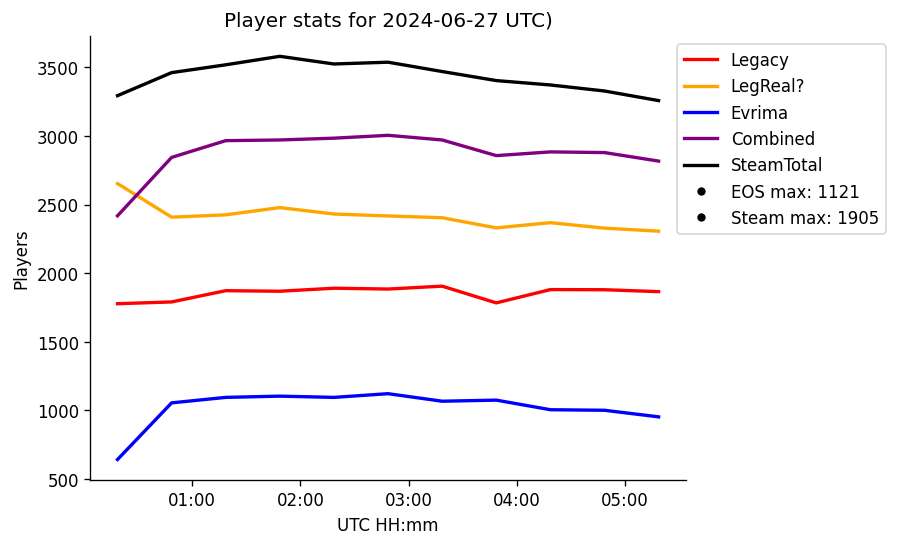 Player stats for 2024-06-27 UTC)
Players
3500
3000
2500
2000
1500
1000
500
01:00
02:00
03:00
04:00
05:00
UTC HH:mm
Legacy
LegReal?
Evrima
Combined
SteamTotal
EOS max: 1121
Steam max: 1905